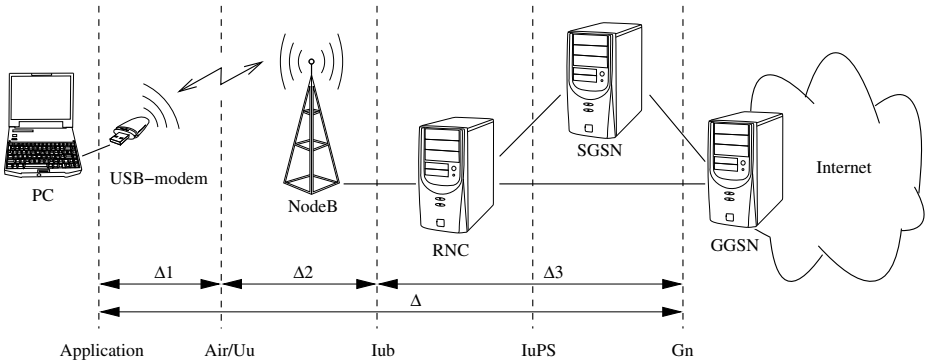 SGSN
Internet
PC
USB−modem
NodeB
RNC
GGSN
Δ1
Δ2
Δ3
Δ
Application
Air/Uu
Iub
IuPS
Gn